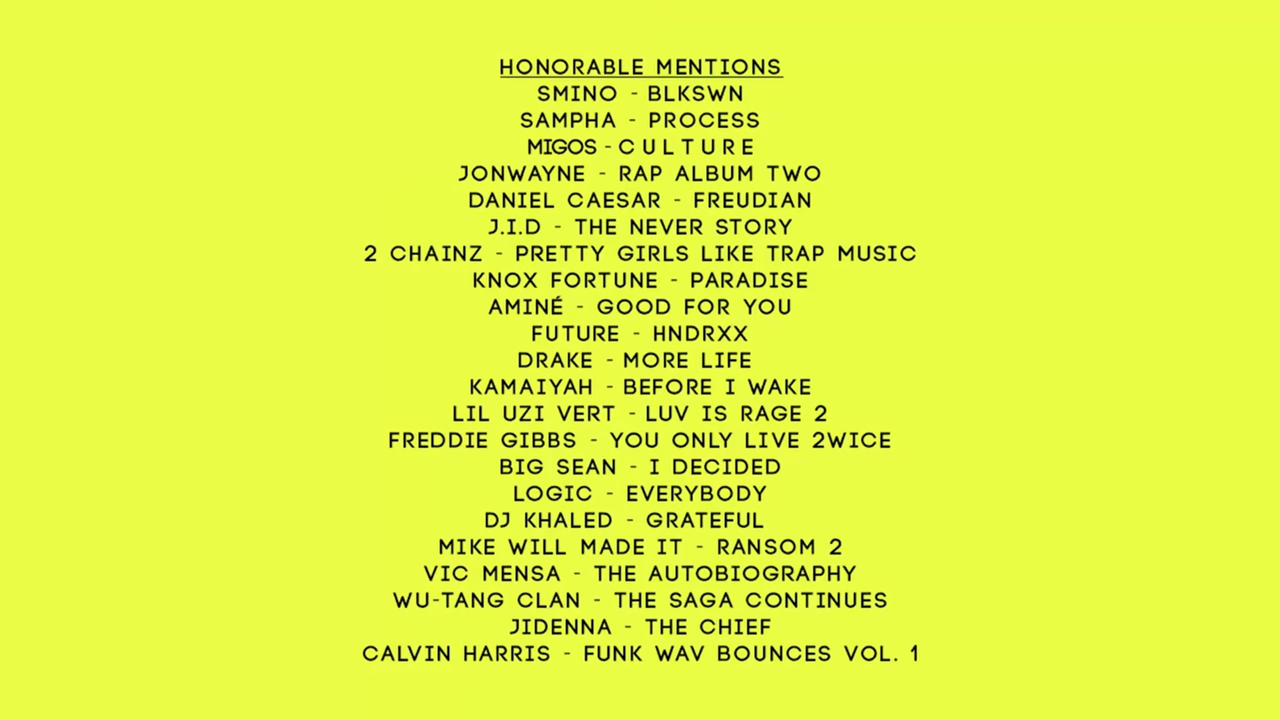 HONORABLE MENTIONS
SMINO - BLKSWN
SAMPHA - PROCESS
MIGOS - C U L T U R E
JONWAYNE - RAP ALBUM TWO
DANIEL CAESAR - FREUDIAN
J.I.D - THE NEVER STORY
2 CHAINZ - PRETTY GIRLS LIKE TRAP MUSIC
KNOX FORTUNE - PARADISE
AMINÉ - GOOD FOR YOU
FUTURE - HNDRXX
DRAKE - MORE LIFE
KAMAIYAH - BEFORE I WAKE
LIL UZI VERT - LUV IS RAGE 2
FREDDIE GIBBS - YOU ONLY LIVE 2WICE
BIG SEAN - I DECIDED
LOGIC - EVERYBODY
DJ KHALED - GRATEFUL
MIKE WILL MADE IT - RANSOM 2
VIC MENSA - THE AUTOBIOGRAPHY
WU-TANG CLAN - THE SAGA CONTINUES
JIDENNA - THE CHIEF
CALVIN HARRIS - FUNK WAV BOUNCES VOL. 1